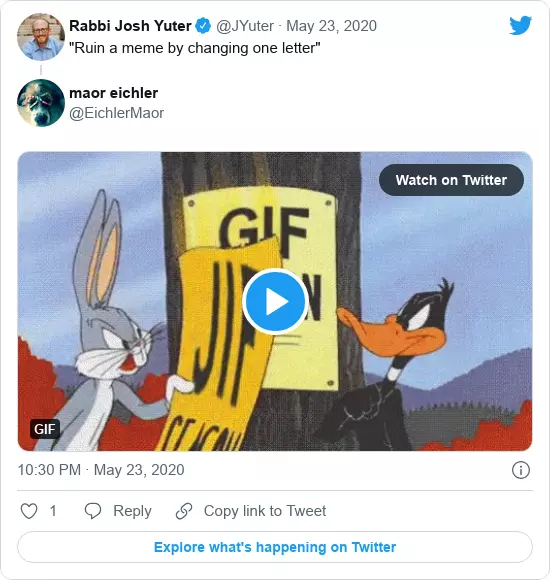 Rabbi Josh Yuter @JYuter · May 23, 2020
"Ruin a meme by changing one letter"
maor eichler
@EichlerMaor
Watch on Twitter
GIF
JIF
SEASON
GIF
10:30 PM · May 23, 2020
1 Reply Copy link to Tweet
Explore what's happening on Twitter